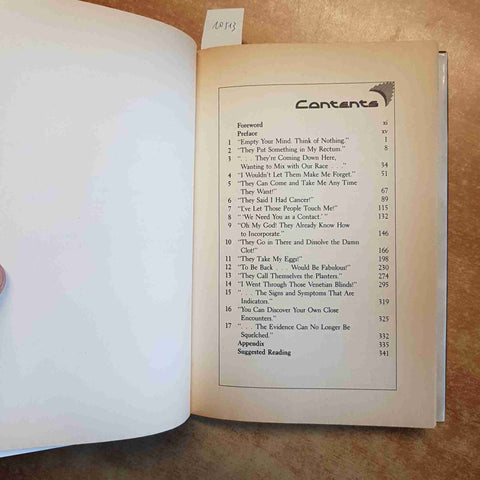 10513
Contents
Foreword xi
Preface xv
1 "Empty Your Mind. Think of Nothing." 1
2 "They Put Something in My Rectum." 8
3 ". . . They're Coming Down Here,
Wanting to Mix with Our Race . . ." 34
4 "I Wouldn't Let Them Make Me Forget." 51
5 "They Can Come and Take Me Any Time
They Want!" 67
6 "They Said I Had Cancer!" 89
7 "I've Let Those People Touch Me!" 115
8 " 'We Need You as a Contact.' " 132
9 "Oh My God! They Already Know How
to Incorporate." 146
10 "They Go in There and Dissolve the Damn
Clot!" 166
11 "They Take My Eggs!" 198
12 "To Be Back . . . Would Be Fabulous!" 230
13 "They Call Themselves the Planters." 274
14 "I Went Through Those Venetian Blinds!" 295
15 ". . . The Signs and Symptoms That Are
Indicators." 319
16 "You Can Discover Your Own Close
Encounters." 325
17 ". . . The Evidence Can No Longer Be
Squelched." 332
Appendix 335
Suggested Reading 341